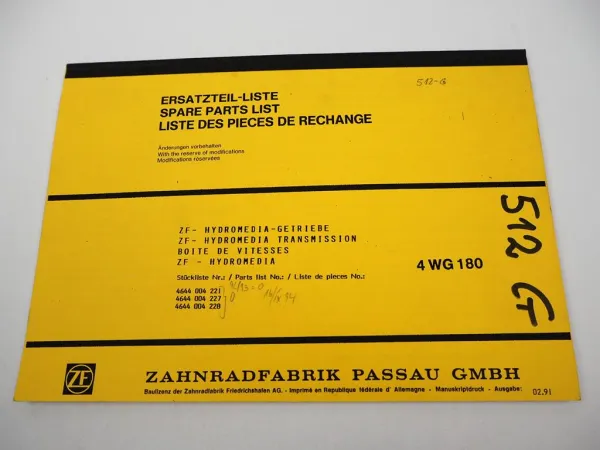 512-G
ERSATZTEIL-LISTE
SPARE PARTS LIST
LISTE DES PIECES DE RECHANGE
Änderungen vorbehalten
With the reserve of modifications
Modifications réservées
512 G
ZF- HYDROMEDIA-GETRIEBE
ZF- HYDROMEDIA TRANSMISSION
BOITE DE VITESSES
ZF - HYDROMEDIA
4 WG 180
Stückliste Nr.: / Parts list No.: / Liste de pieces No.:
4644 004 221
4644 004 227
4644 004 228
ZF
ZAHNRADFABRIK PASSAU GMBH
Baulizenz der Zahnradfabrik Friedrichshafen AG. - Imprimé en Republique fédérale d' Allemagne - Manuskriptdruck - Ausgabe: 02.91